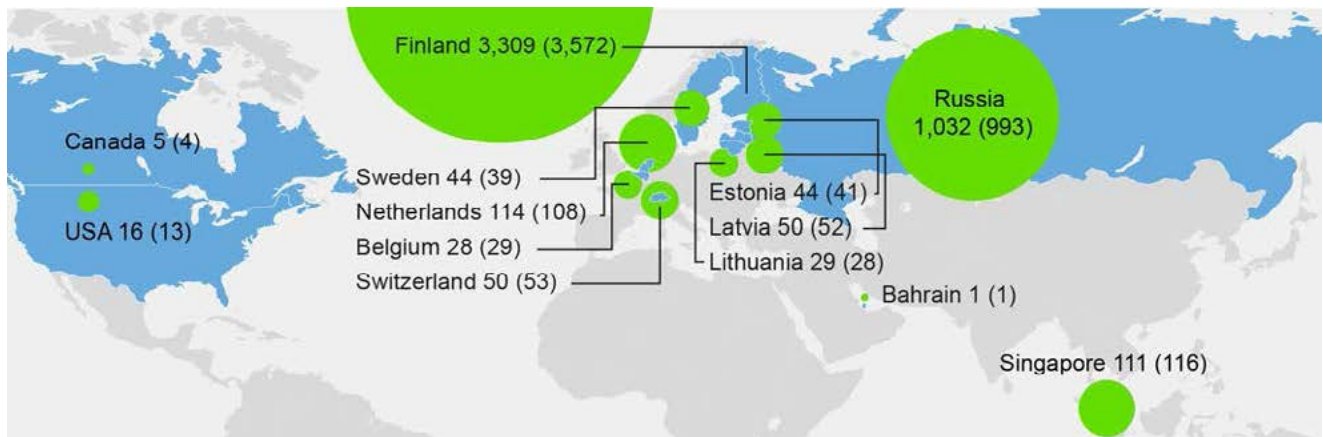 Finland 3,309 (3,572)
Russia
1,032 (993)
Canada 5 (4)
USA 16 (13)
Sweden 44 (39)
Netherlands 114 (108)
Belgium 28 (29)
Switzerland 50 (53)
Estonia 44 (41)
Latvia 50 (52)
Lithuania 29 (28)
Bahrain 1 (1)
Singapore 111 (116)